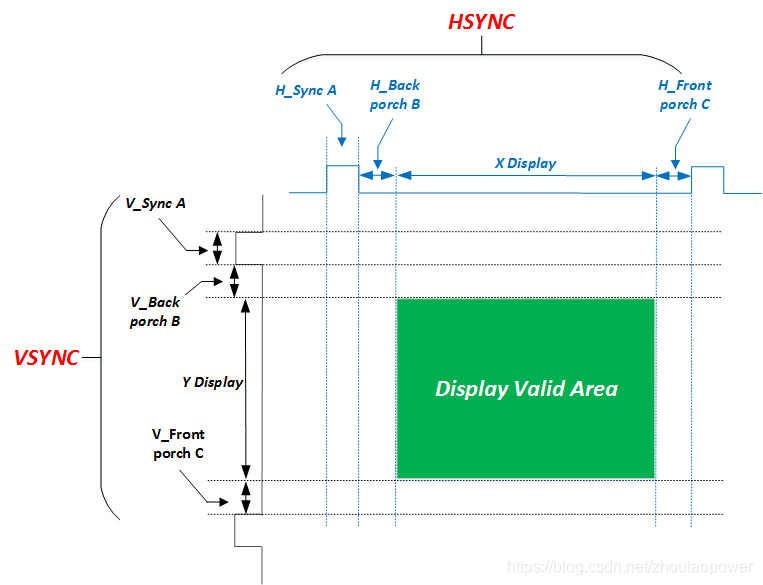 HSYNC
H_Sync A
H_Back
porch B
H_Front
porch C
X Display
V_Sync A
V_Back
porch B
VSYNC
Y Display
Display Valid Area
V_Front
porch C
https://blog.csdn.net/zhoutaopower